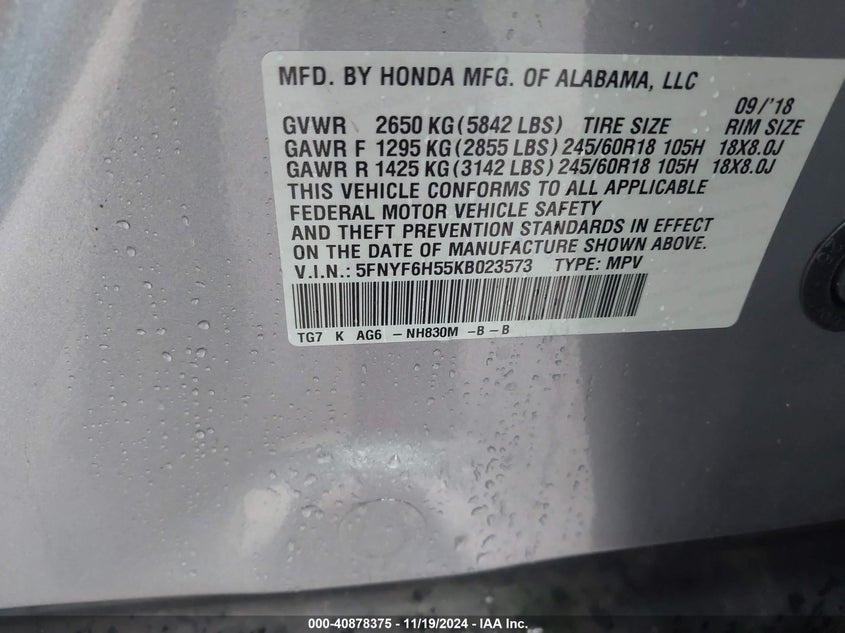 MFD. BY HONDA MFG. OF ALABAMA, LLC
09/'18
GVWR 2650 KG(5842 LBS) TIRE SIZE RIM SIZE
GAWR F 1295 KG(2855 LBS)245/60R18 105H 18X8.0J
GAWR R 1425 KG(3142 LBS)245/60R18 105H 18X8.0J
THIS VEHICLE CONFORMS TO ALL APPLICABLE
FEDERAL MOTOR VEHICLE SAFETY
AND THEFT PREVENTION STANDARDS IN EFFECT
ON THE DATE OF MANUFACTURE SHOWN ABOVE.
V.I.N.: 5FNYF6H55KB023573 TYPE: MPV
TG7 K AG6 -NH830M -B-B
000-40878375 - 11/19/2024 - IAA Inc.